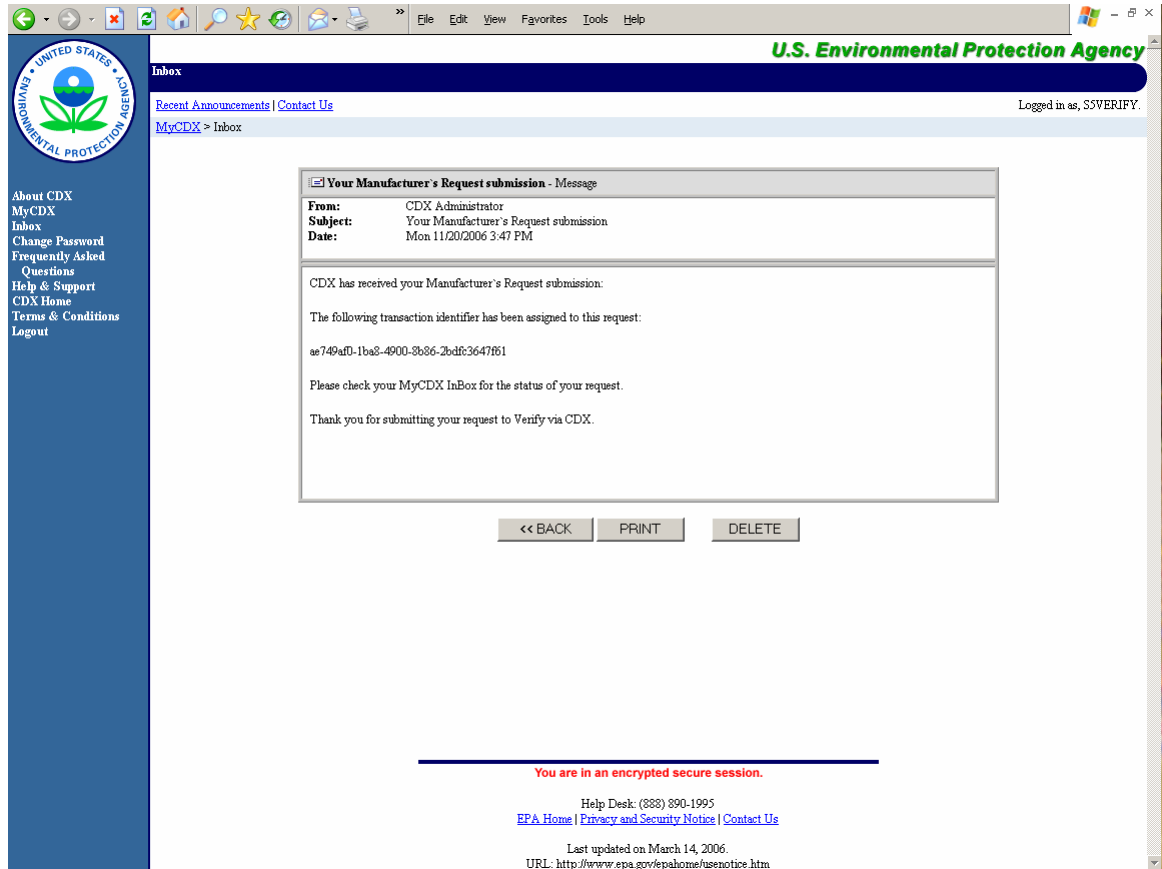 » File Edit View Favorites Tools Help
UNITED STATES ENVIRONMENTAL PROTECTION AGENCY
U.S. Environmental Protection Agency
Inbox
Recent Announcements | Contact Us
Logged in as, S5VERIFY.
MyCDX > Inbox
About CDX
MyCDX
Inbox
Change Password
Frequently Asked
Questions
Help & Support
CDX Home
Terms & Conditions
Logout
Your Manufacturer`s Request submission - Message
From: CDX Administrator
Subject: Your Manufacturer`s Request submission
Date: Mon 11/20/2006 3:47 PM
CDX has received your Manufacturer`s Request submission:
The following transaction identifier has been assigned to this request:
ae749af0-1ba8-4900-8b86-2bdfc3647f61
Please check your MyCDX InBox for the status of your request.
Thank you for submitting your request to Verify via CDX.
<< BACK PRINT DELETE
You are in an encrypted secure session.
Help Desk: (888) 890-1995
EPA Home | Privacy and Security Notice | Contact Us
Last updated on March 14, 2006.
URL: http://www.epa.gov/epahome/usenotice.htm